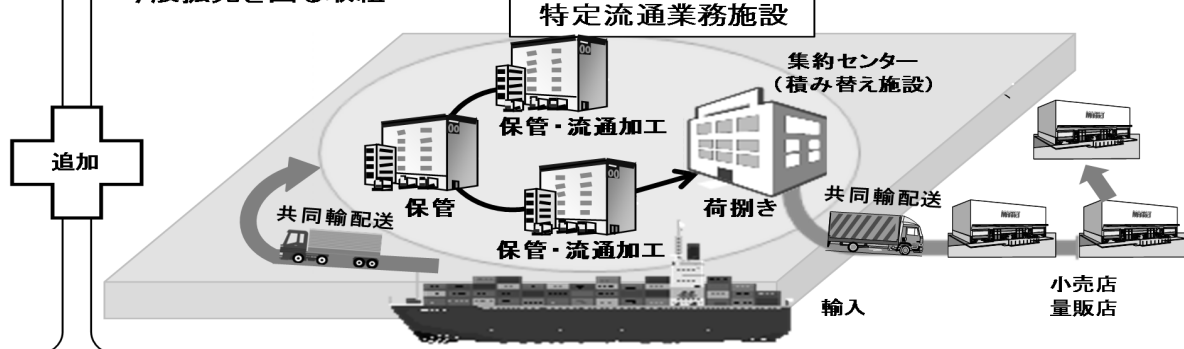 特定流通業務施設
集約センター
(積み替え施設)
保管・流通加工
追加
保管
荷捌き
共同輸配送
共同輸配送
保管・流通加工
小売店
量販店
輸入